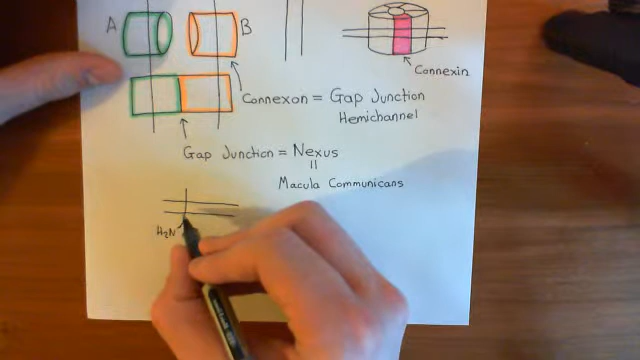 A
B
Connexin
Connexon = Gap Junction
Hemichannel
Gap Junction = Nexus
=
Macula Communicans
H₂N